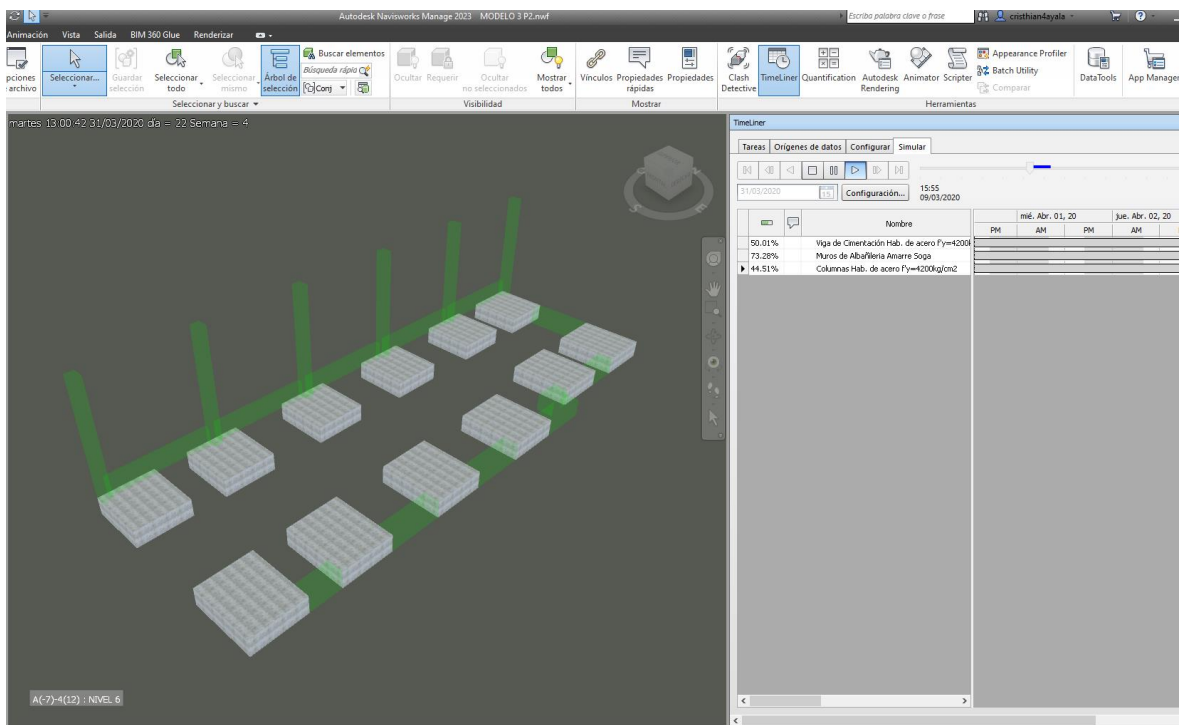 Autodesk Navisworks Manage 2023 MODELO 3 P2.nwf
Escriba palabra clave o frase
cristhian4ayala
Animación Vista Salida BIM 360 Glue Renderizar
pciones archivo
Seleccionar...
Guardar selección
Seleccionar todo
Seleccionar mismo
Árbol de selección
Buscar elementos
Búsqueda rápida
Conj
Ocultar Requerir
Ocultar no seleccionados
Mostrar todos
Vínculos
Propiedades rápidas
Propiedades
Clash Detective
TimeLiner
Quantification
Autodesk Rendering
Animator
Scripter
Appearance Profiler
Batch Utility
Comparar
DataTools
App Manager
Seleccionar y buscar
Visibilidad
Mostrar
Herramientas
martes 13:00:42 31/03/2020 día = 22 Semana = 4
TimeLiner
Tareas Orígenes de datos Configurar Simular
31/03/2020
Configuración...
15:55
09/03/2020
Nombre
mié. Abr. 01, 20 jue. Abr. 02, 20
PM AM PM AM
50.01% Viga de Cimentación Hab. de acero f'y=4200k
73.28% Muros de Albañilería Amarre Soga
44.51% Columnas Hab. de acero f'y=4200kg/cm2
A(-7)-4(12) : NIVEL 6